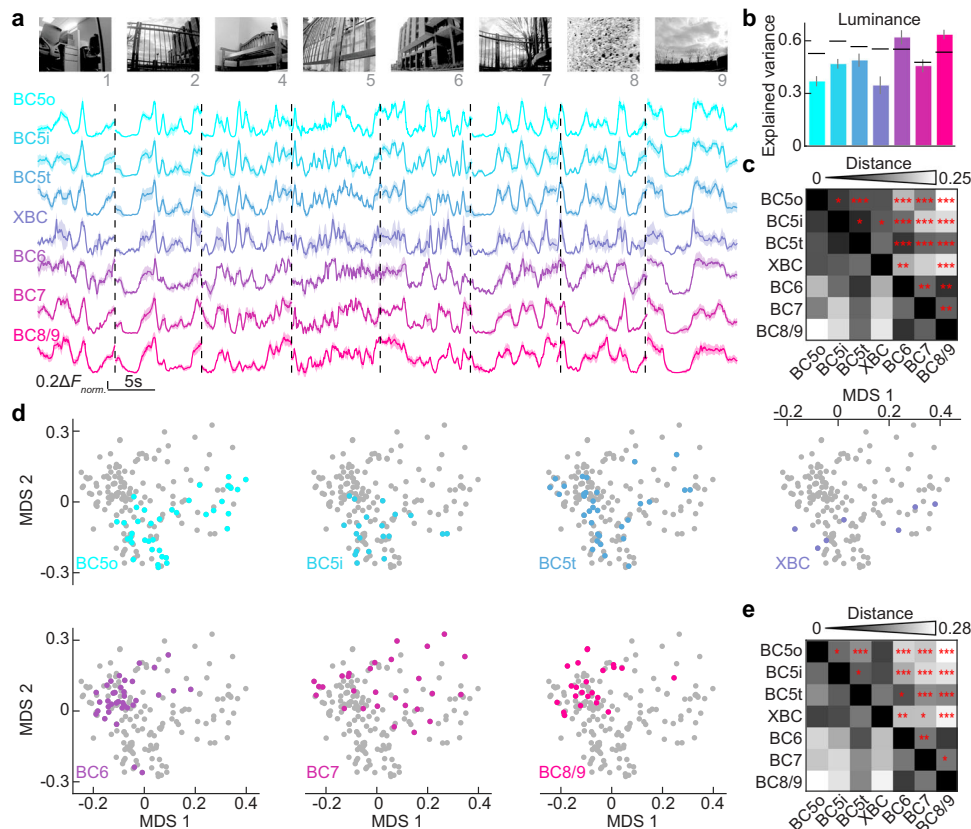 a
1 2 4 5 6 7 8 9
BC5o
BC5i
BC5t
XBC
BC6
BC7
BC8/9
0.2ΔF norm. 5s
b
Luminance
Explained variance
0.6
0.3
0
c
Distance
0 0.25
BC5o * *** *** *** ***
BC5i * * *** *** ***
BC5t *** *** ***
XBC ** ***
BC6 ** **
BC7 **
BC8/9
BC5o BC5i BC5t XBC BC6 BC7 BC8/9
d
MDS 2
0.3
0
-0.3
BC5o
BC5i
BC5t
MDS 1
-0.2 0 0.2 0.4
XBC
MDS 2
0.3
0
-0.3
BC6
BC7
BC8/9
-0.2 0 0.2 0.4
-0.2 0 0.2 0.4
-0.2 0 0.2 0.4
MDS 1
MDS 1
MDS 1
e
Distance
0 0.28
BC5o * *** *** *** ***
BC5i * *** *** ***
BC5t * *** ***
XBC ** * ***
BC6 **
BC7 *
BC8/9
BC5o BC5i BC5t XBC BC6 BC7 BC8/9